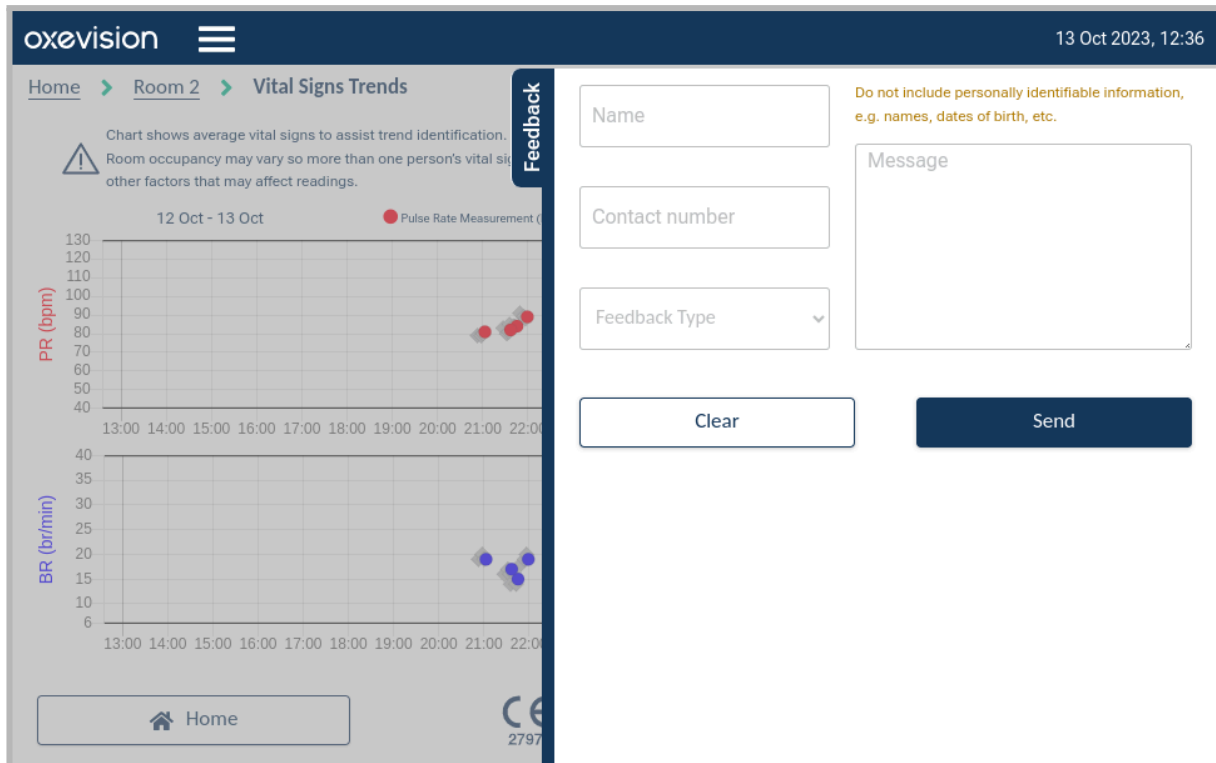 oxevision
13 Oct 2023, 12:36
Home > Room 2 > Vital Signs Trends
Chart shows average vital signs to assist trend identification.
Room occupancy may vary so more than one person's vital
other factors that may affect readings.
12 Oct - 13 Oct
Pulse Rate Measurement (
130
120
110
100
90
80
70
60
50
40
PR (bpm)
13:00 14:00 15:00 16:00 17:00 18:00 19:00 20:00 21:00 22:00
40
35
30
25
20
15
10
6
BR (br/min)
13:00 14:00 15:00 16:00 17:00 18:00 19:00 20:00 21:00 22:00
Home
CE
2797
Feedback
Name
Contact number
Feedback Type
Do not include personally identifiable information,
e.g. names, dates of birth, etc.
Message
Clear
Send